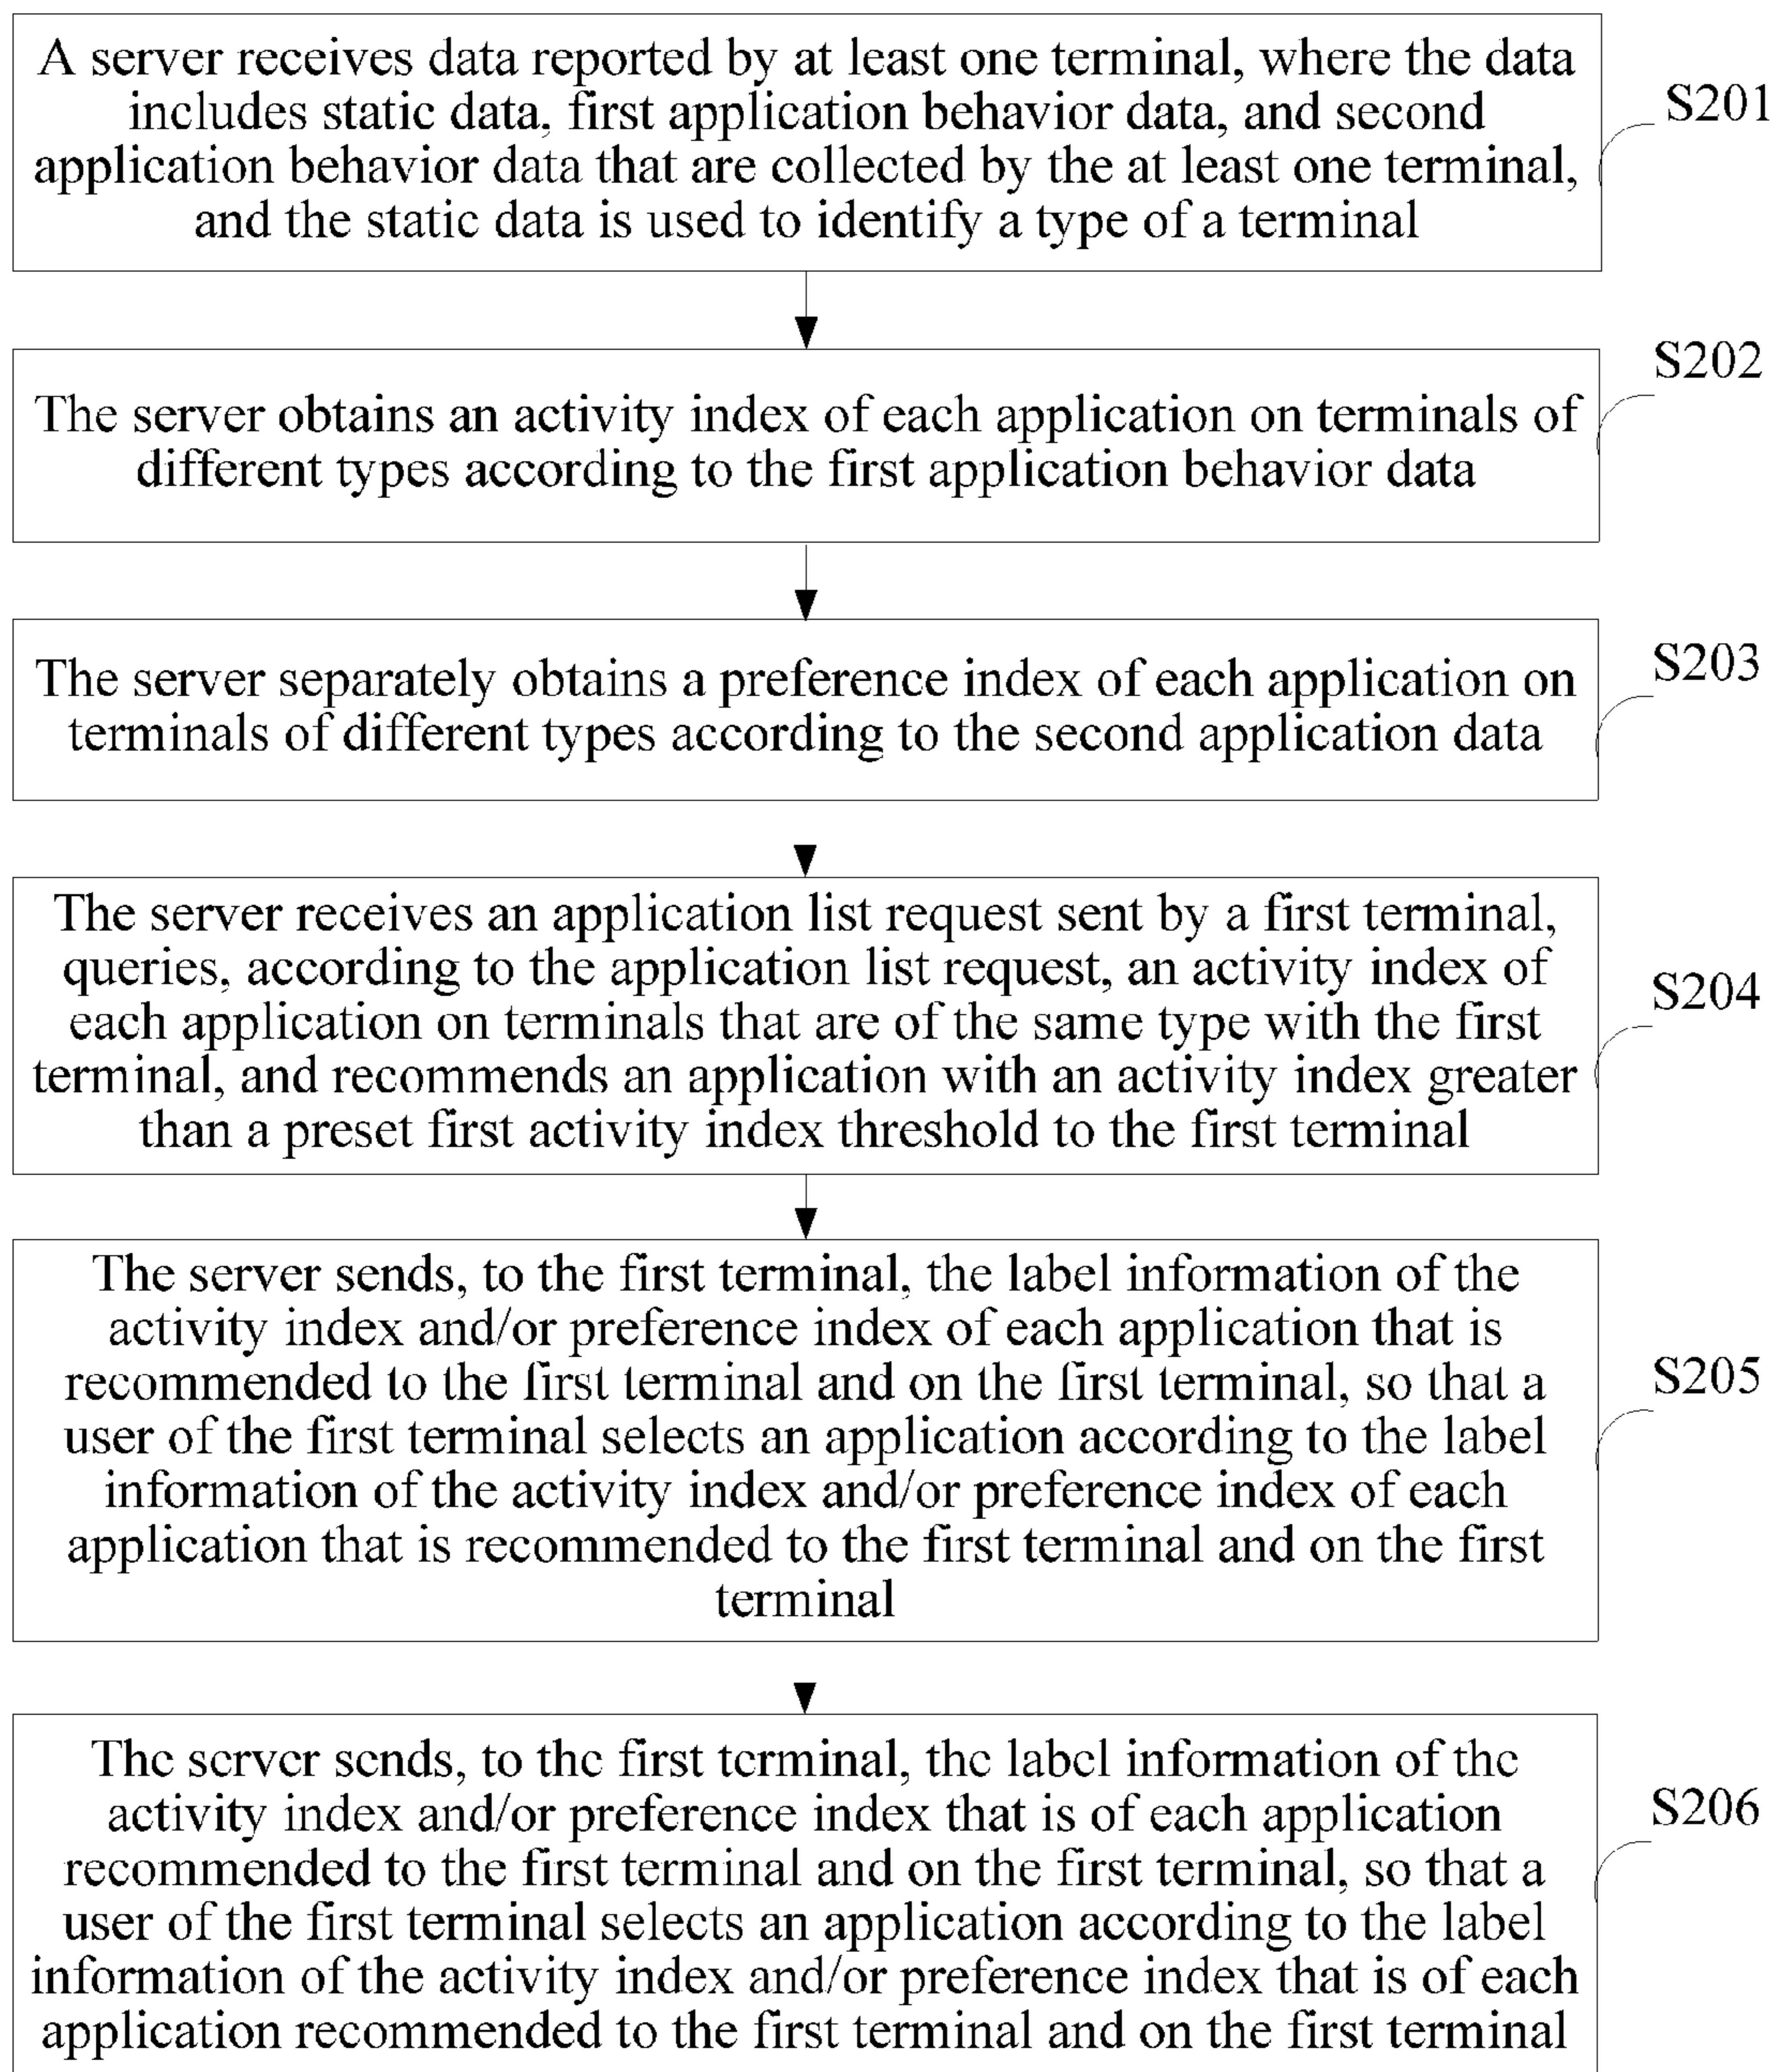 A server receives data reported by at least one terminal, where the data
includes static data, first application behavior data, and second
application behavior data that are collected by the at least one terminal,
and the static data is used to identify a type of a terminal
S201
The server obtains an activity index of each application on terminals of
different types according to the first application behavior data
S202
The server separately obtains a preference index of each application on
terminals of different types according to the second application data
S203
The server receives an application list request sent by a first terminal,
queries, according to the application list request, an activity index of
each application on terminals that are of the same type with the first
terminal, and recommends an application with an activity index greater
than a preset first activity index threshold to the first terminal
S204
The server sends, to the first terminal, the label information of the
activity index and/or preference index of each application that is
recommended to the first terminal and on the first terminal, so that a
user of the first terminal selects an application according to the label
information of the activity index and/or preference index of each
application that is recommended to the first terminal and on the first
terminal
S205
The server sends, to the first terminal, the label information of the
activity index and/or preference index that is of each application
recommended to the first terminal and on the first terminal, so that a
user of the first terminal selects an application according to the label
information of the activity index and/or preference index that is of each
application recommended to the first terminal and on the first terminal
S206